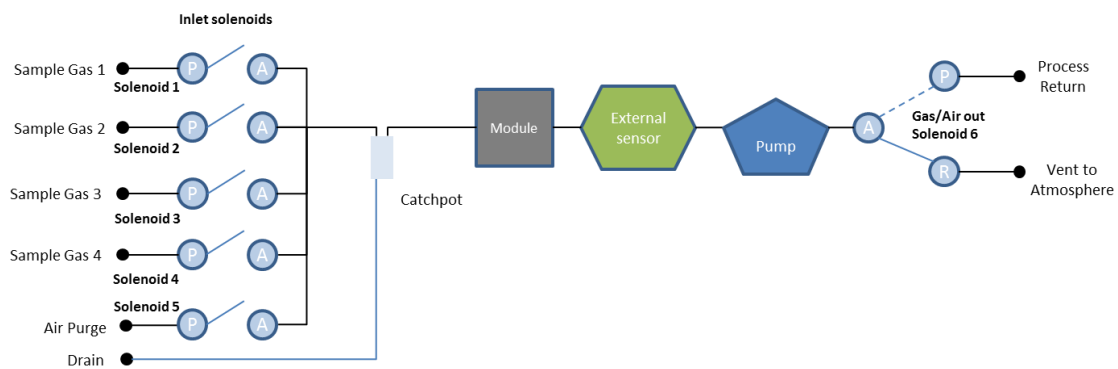 Inlet solenoids
Sample Gas 1
P
A
Solenoid 1
Sample Gas 2
P
A
Solenoid 2
Sample Gas 3
P
A
Solenoid 3
Sample Gas 4
P
A
Solenoid 4
Solenoid 5
Air Purge
P
A
Drain
Catchpot
Module
External
sensor
Pump
A
P
Process
Return
Gas/Air out
Solenoid 6
R
Vent to
Atmosphere